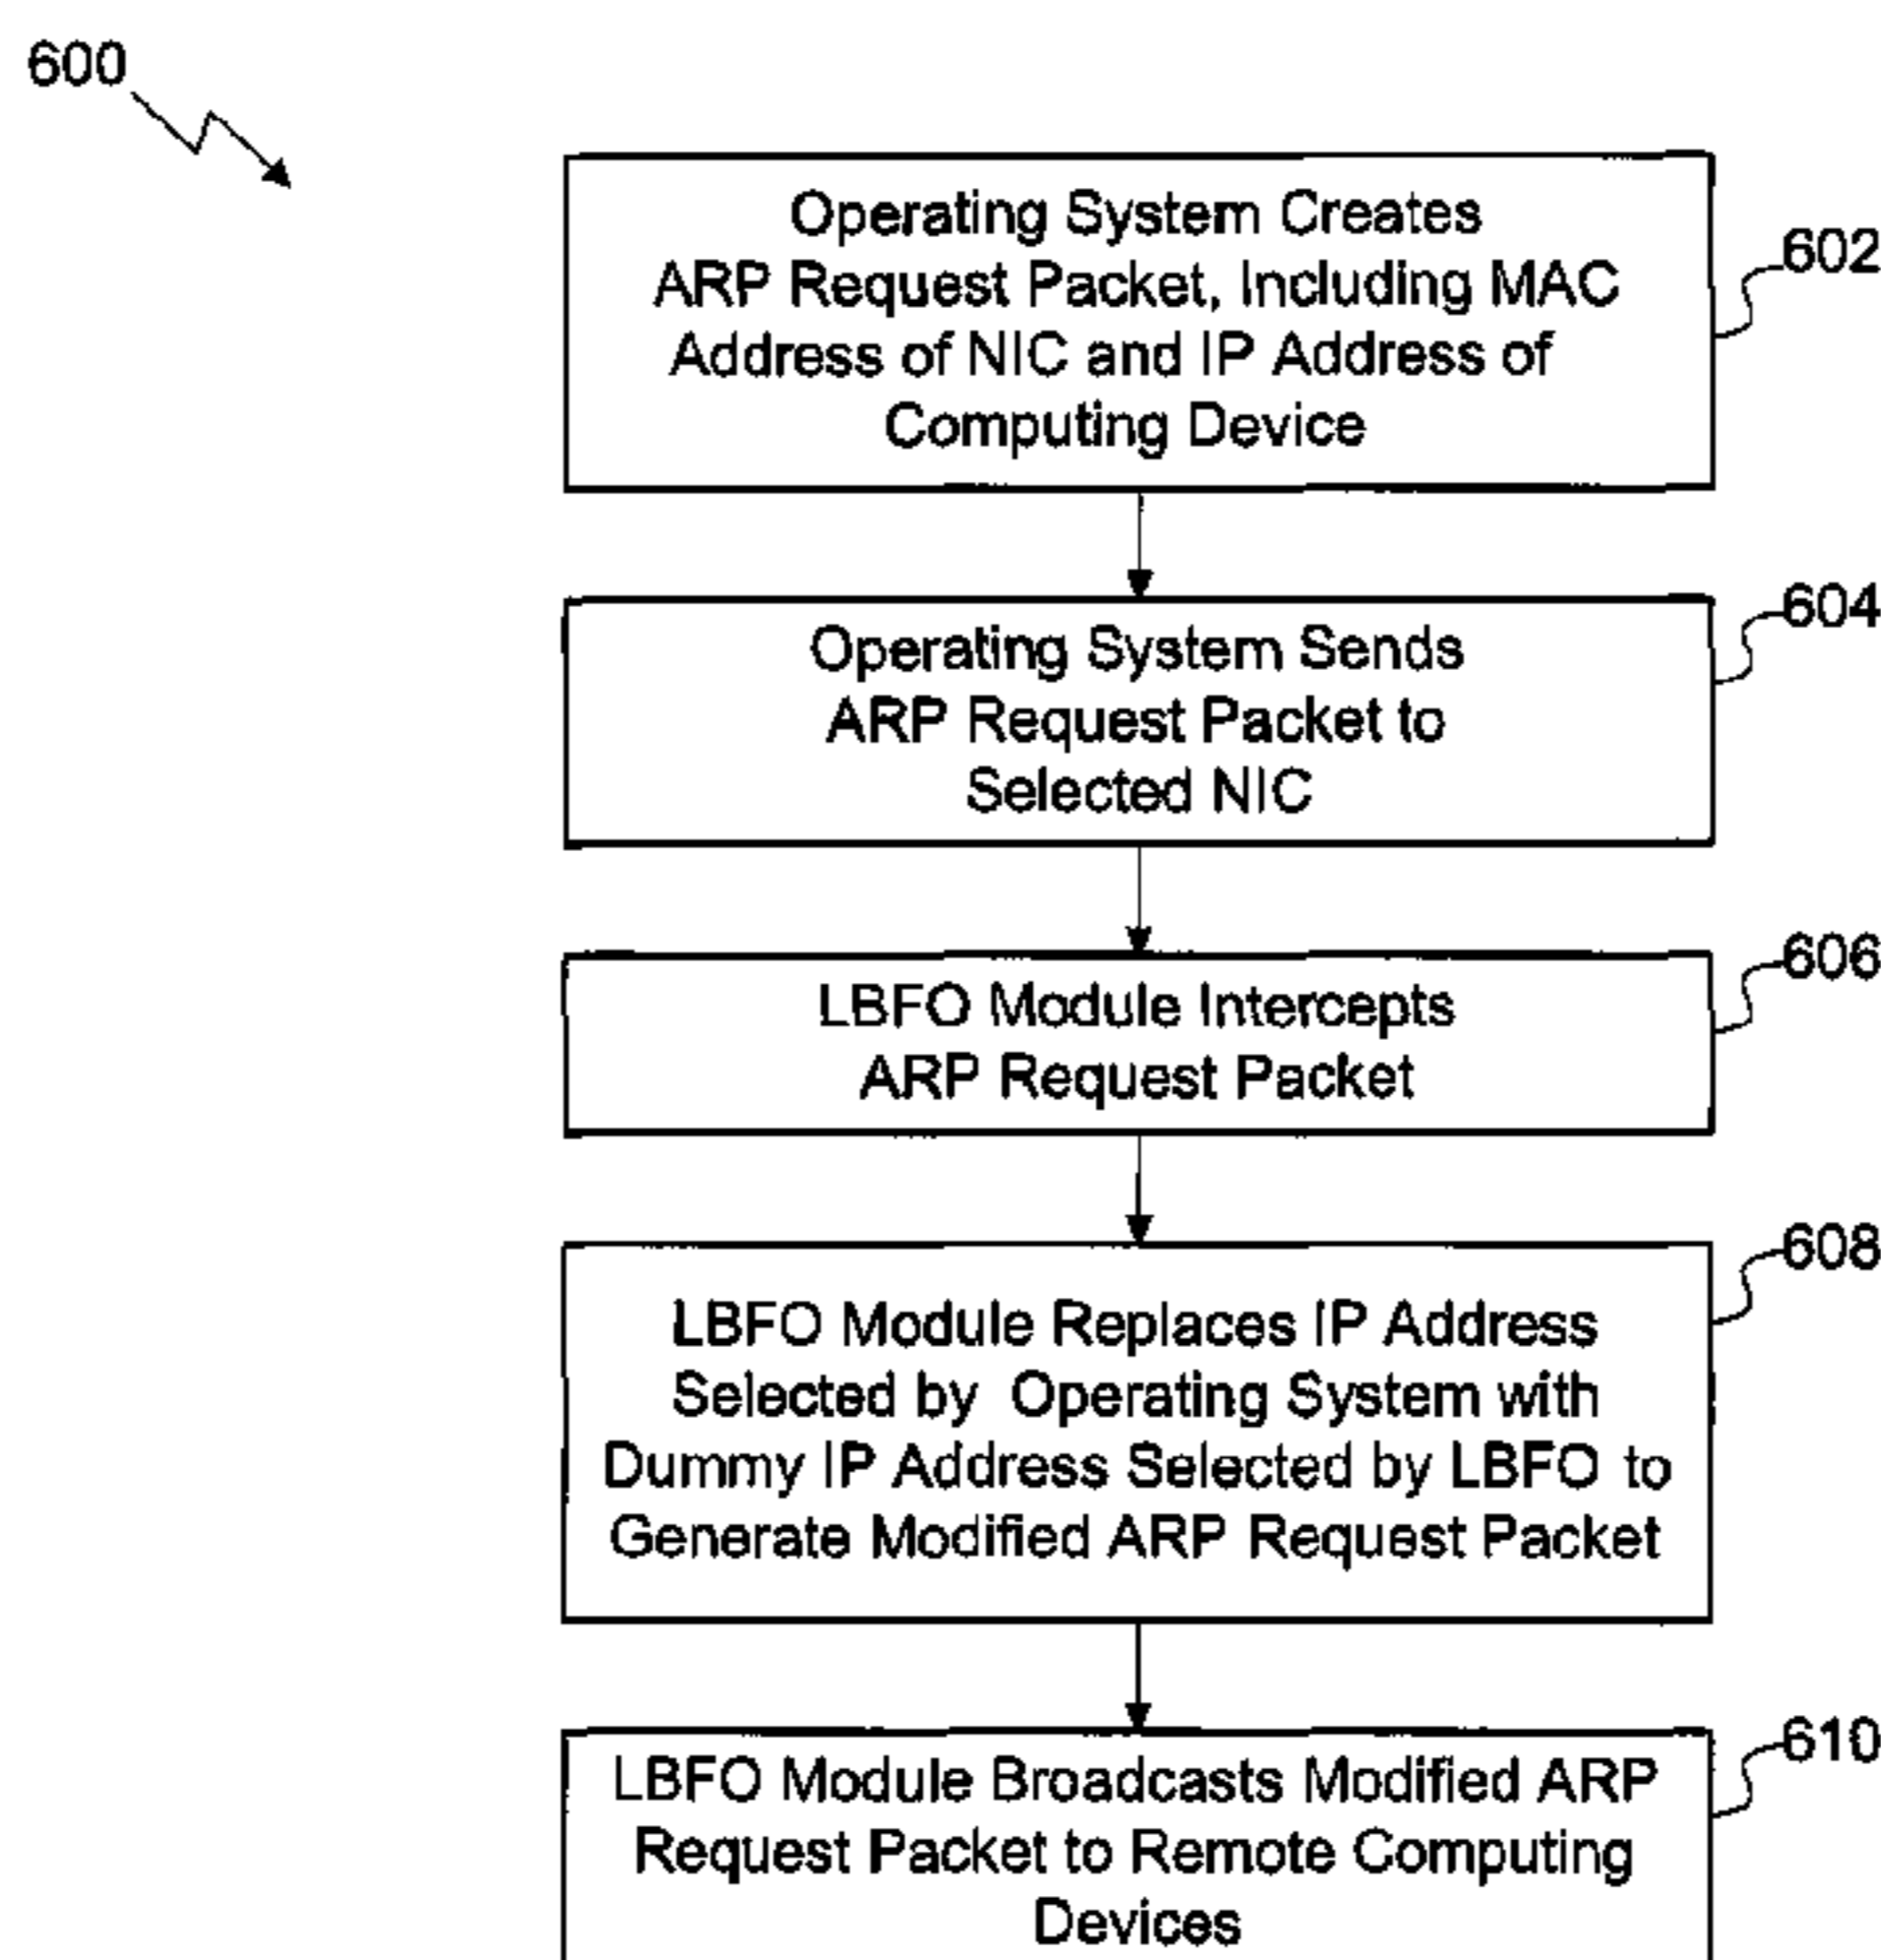 600
Operating System Creates
ARP Request Packet, Including MAC
Address of NIC and IP Address of
Computing Device
602
Operating System Sends
ARP Request Packet to
Selected NIC
604
LBFO Module Intercepts
ARP Request Packet
606
LBFO Module Replaces IP Address
Selected by Operating System with
Dummy IP Address Selected by LBFO to
Generate Modified ARP Request Packet
608
LBFO Module Broadcasts Modified ARP
Request Packet to Remote Computing
Devices
610